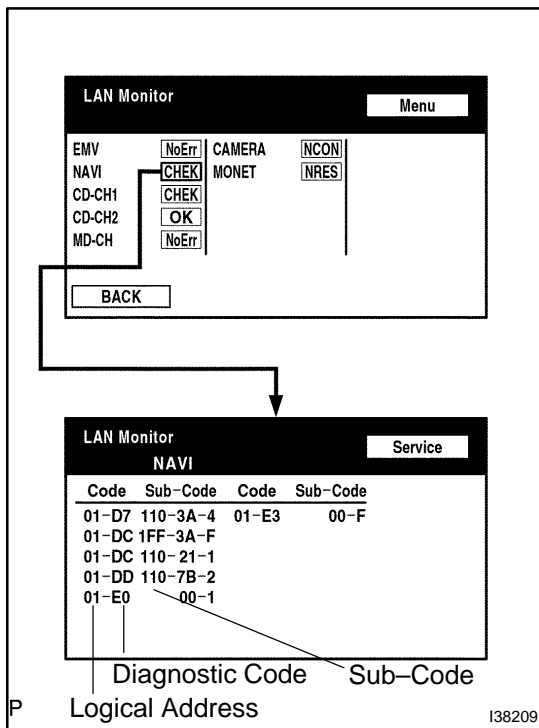 LAN Monitor
Menu
EMV NoErr CAMERA NCON
NAVI CHEK MONET NRES
CD-CH1 CHEK
CD-CH2 OK
MD-CH NoErr
BACK
LAN Monitor
NAVI
Service
Code Sub-Code Code Sub-Code
01-D7 110-3A-4 01-E3 00-F
01-DC 1FF-3A-F
01-DC 110-21-1
01-DD 110-7B-2
01-E0 00-1
Diagnostic Code Sub–Code
P Logical Address
I38209